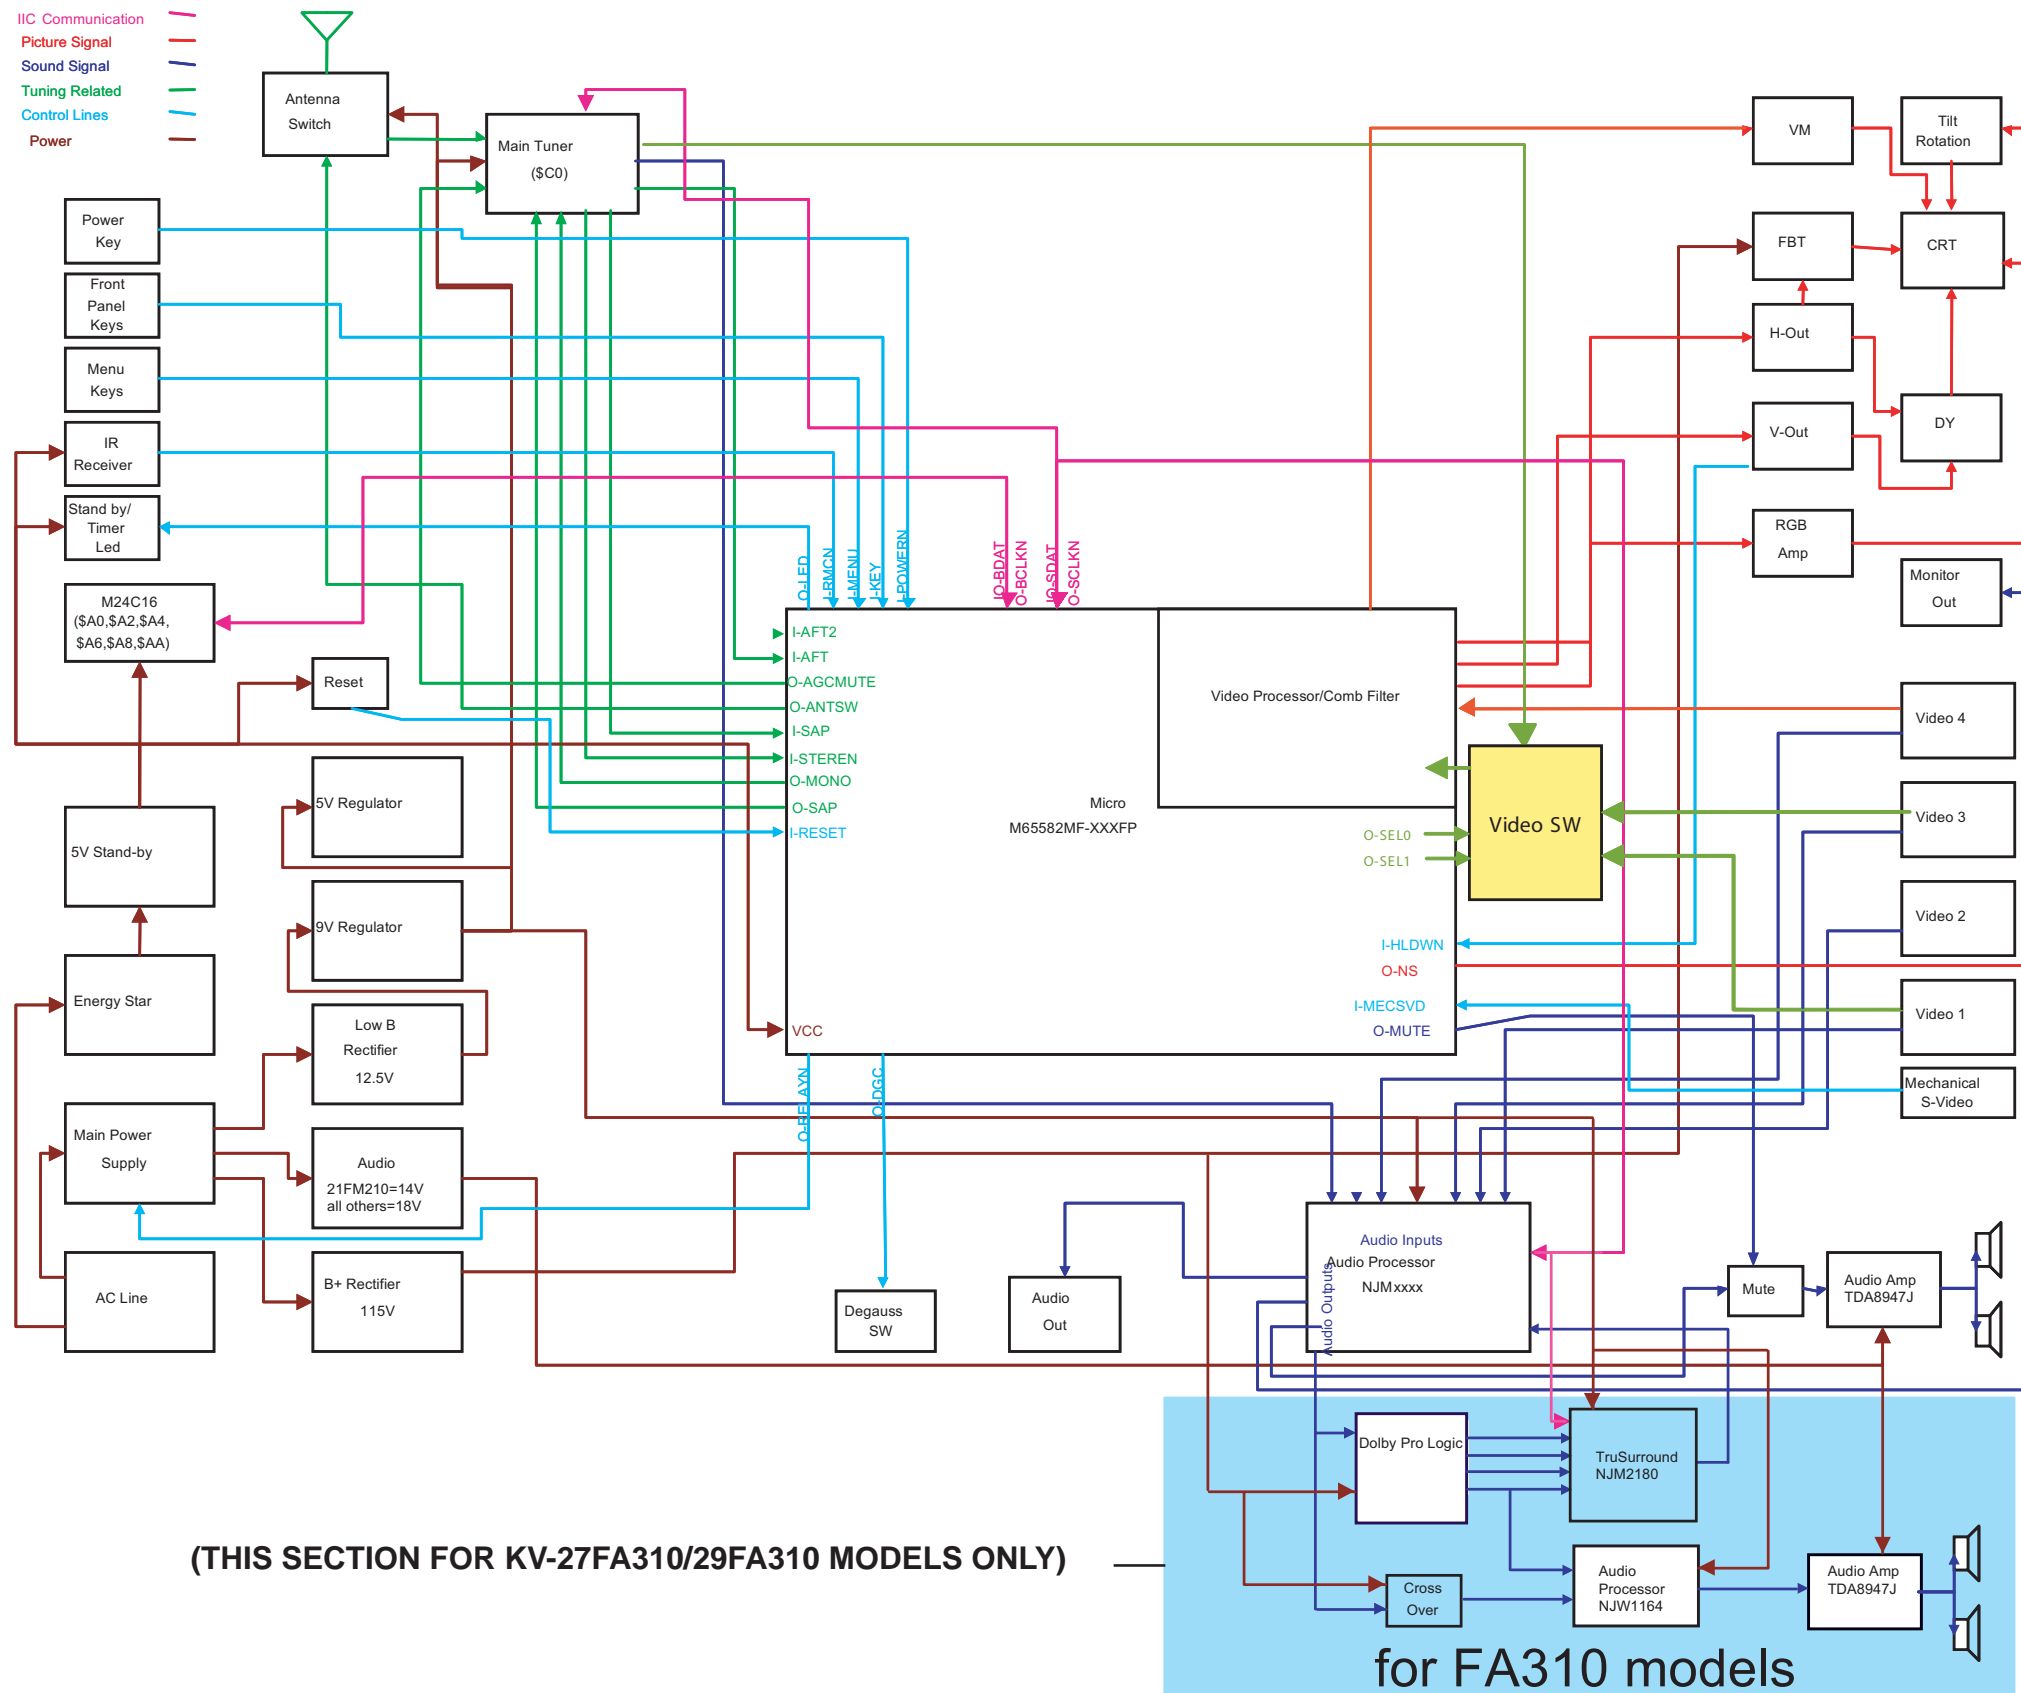 IIC Communication
Picture Signal
Sound Signal
Tuning Related
Control Lines
Power
Antenna
Switch
Main Tuner
($C0)
VM
Tilt
Rotation
Power
Key
FBT
CRT
Front
Panel
Keys
H-Out
Menu
Keys
V-Out
DY
IR
Receiver
Stand by/
Timer
Led
RGB
Amp
Monitor
Out
O-LED
I-RMCN
I-MENU
I-KEY
I-POWERN
IO-BDAT
O-BCLKN
IO-SDAT
O-SCLKN
M24C16
($A0,$A2,$A4,
$A6,$A8,$AA)
Reset
I-AFT2
I-AFT
O-AGCMUTE
O-ANTSW
I-SAP
I-STEREN
O-MONO
O-SAP
I-RESET
Video Processor/Comb Filter
Video 4
5V Regulator
Micro
M65582MF-XXXFP
Video SW
O-SEL0
O-SEL1
Video 3
5V Stand-by
9V Regulator
Video 2
I-HLDWN
O-NS
I-MECSVD
O-MUTE
Energy Star
Low B
Rectifier
12.5V
VCC
Video 1
Mechanical
S-Video
O-RELAYN
O-DGC
Main Power
Supply
Audio
21FM210=14V
all others=18V
AC Line
B+ Rectifier
115V
Degauss
SW
Audio
Out
Audio Inputs
Audio Processor
NJMxxxx
Audio Outputs
Mute
Audio Amp
TDA8947J
Dolby Pro Logic
TruSurround
NJM2180
(THIS SECTION FOR KV-27FA310/29FA310 MODELS ONLY)
Cross
Over
Audio
Processor
NJW1164
Audio Amp
TDA8947J
for FA310 models